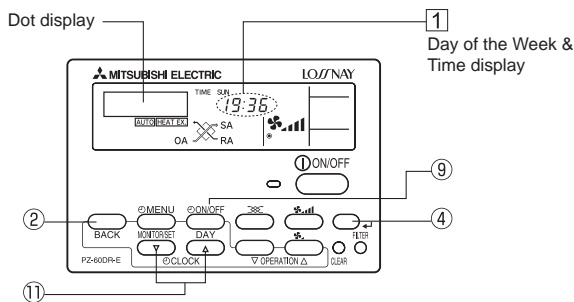 Dot display
1
Day of the Week &
Time display
MITSUBISHI ELECTRIC
LOSSNAY
TIME SUN
19:36
AUTO HEAT EX.
SA
OA
RA
ON/OFF
9
2
4
MENU
ON/OFF
BACK
MONITOR/SET
DAY
FILTER
PZ-60DR-E
CLOCK
▽ OPERATION △
CLEAR
11